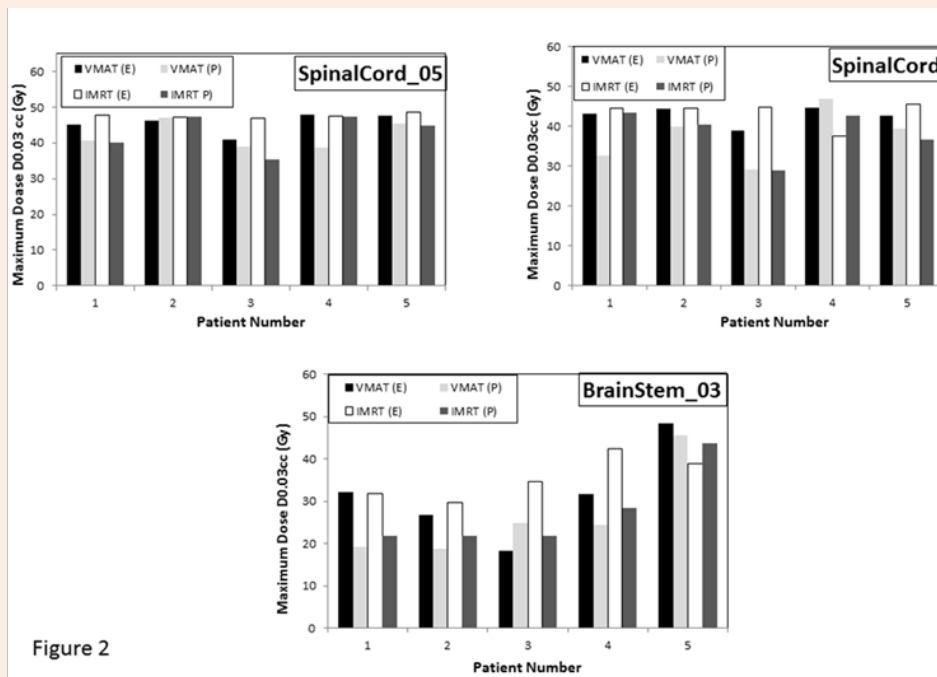 VMAT (E) VMAT (P)
IMRT (E) IMRT P)
SpinalCord_05
Maximum Doase D0.03 cc (Gy)
60
50
40
30
20
10
0
1 2 3 4 5
Patient Number
VMAT (E) VMAT (P)
IMRT (E) IMRT (P)
SpinalCord
Maximum Dose D0.03cc (Gy)
60
50
40
30
20
10
0
1 2 3 4 5
Patient Number
VMAT (E) VMAT (P)
IMRT (E) IMRT (P)
BrainStem_03
Maximum Dose D0.03cc (Gy)
60
50
40
30
20
10
0
1 2 3 4 5
Patient Number
Figure 2